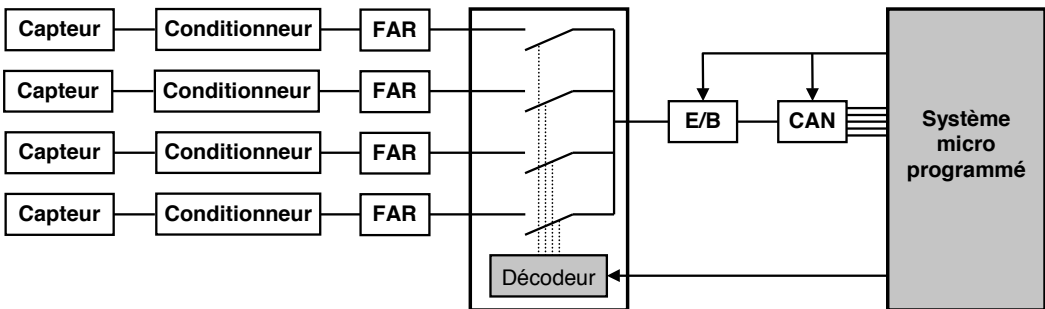 Capteur Conditionneur FAR
Capteur Conditionneur FAR
E/B CAN
Système
micro
programmé
Capteur Conditionneur FAR
Capteur Conditionneur FAR
Décodeur